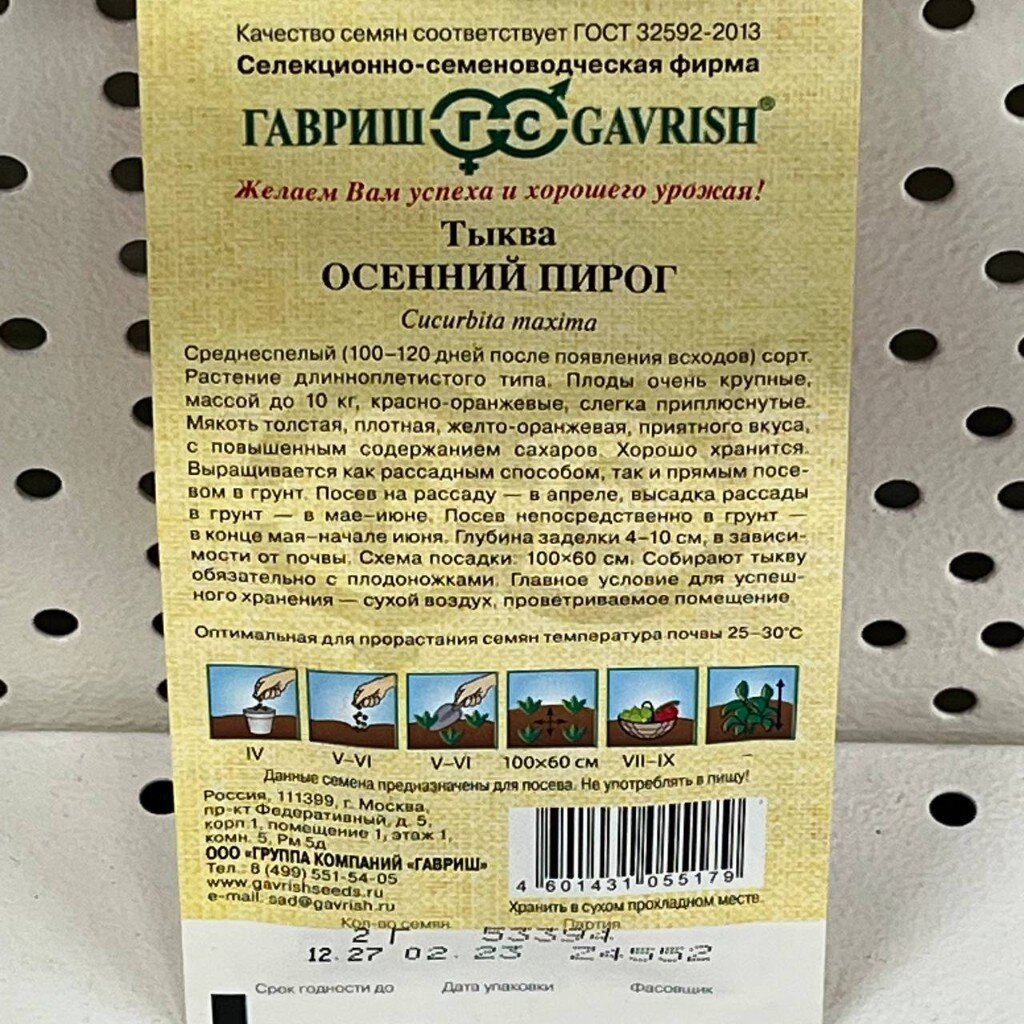 Качество семян соответствует ГОСТ 32592-2013
Селекционно-семеноводческая фирма
ГАВРИШ ГС GAVRISH®
Желаем Вам успеха и хорошего урожая!
Тыква
ОСЕННИЙ ПИРОГ
Cucurbita maxima
Среднеспелый (100–120 дней после появления всходов) сорт.
Растение длинноплетистого типа. Плоды очень крупные,
массой до 10 кг, красно-оранжевые, слегка приплюснутые.
Мякоть толстая, плотная, желто-оранжевая, приятного вкуса,
с повышенным содержанием сахаров. Хорошо хранится.
Выращивается как рассадным способом, так и прямым посе-
вом в грунт. Посев на рассаду — в апреле, высадка рассады
в грунт — в мае–июне. Посев непосредственно в грунт —
в конце мая–начале июня. Глубина заделки 4–10 см, в зависи-
мости от почвы. Схема посадки: 100×60 см. Собирают тыкву
обязательно с плодоножками. Главное условие для успеш-
ного хранения — сухой воздух, проветриваемое помещение.
Оптимальная для прорастания семян температура почвы 25–30°C
IV V–VI V–VI 100×60 см VII–IX
Данные семена предназначены для посева. Не употреблять в пищу!
Россия, 111399, г. Москва,
пр-кт Федеративный, д. 5,
корп.1, помещение 1, этаж 1,
комн. 5, Рм 5д
ООО «ГРУППА КОМПАНИЙ «ГАВРИШ»
Тел.: 8 (499) 551-54-05
www.gavrishseeds.ru
e-mail: sad@gavrish.ru
4 601431 055179
Хранить в сухом прохладном месте.
Кол-во семян Партия
2 Г
12.27 02.23
Срок годности до Дата упаковки Фасовщик